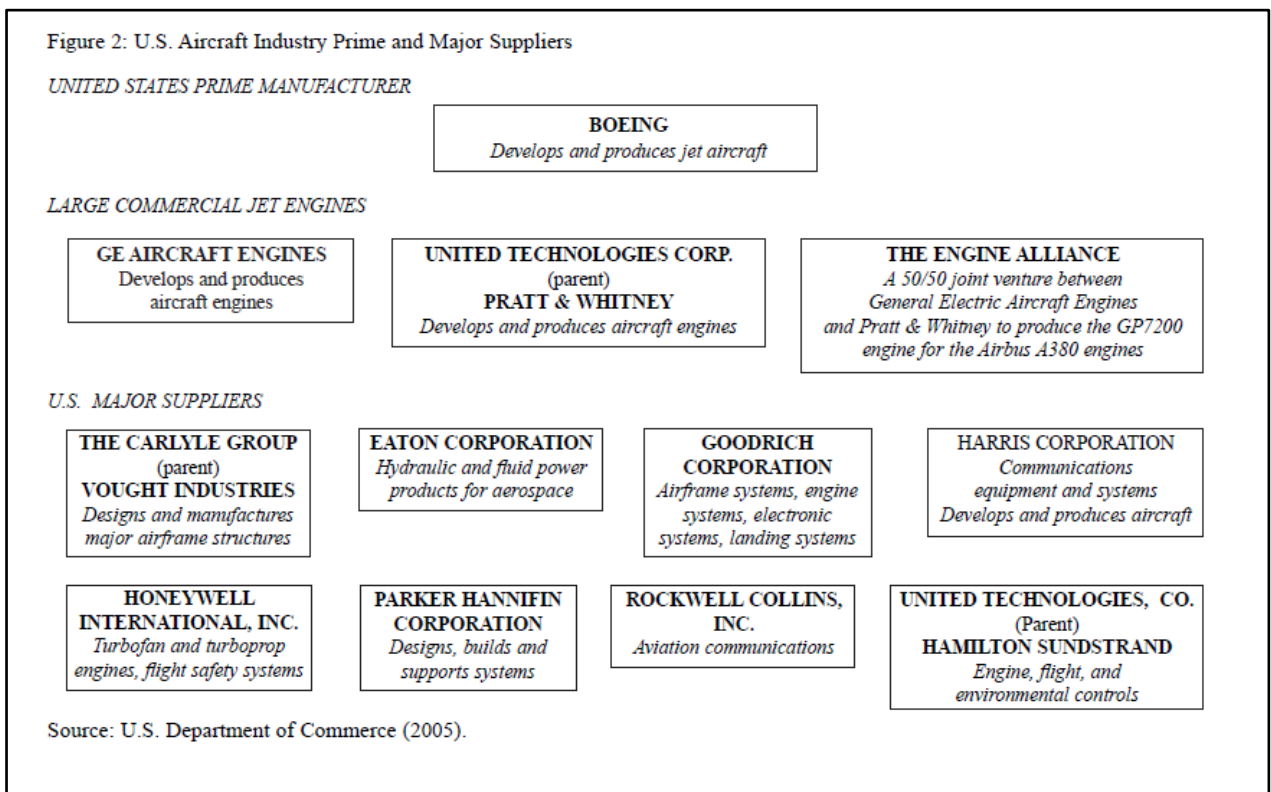 Figure 2: U.S. Aircraft Industry Prime and Major Suppliers
UNITED STATES PRIME MANUFACTURER
BOEING
Develops and produces jet aircraft
LARGE COMMERCIAL JET ENGINES
GE AIRCRAFT ENGINES
Develops and produces
aircraft engines
UNITED TECHNOLOGIES CORP.
(parent)
PRATT & WHITNEY
Develops and produces aircraft engines
THE ENGINE ALLIANCE
A 50/50 joint venture between
General Electric Aircraft Engines
and Pratt & Whitney to produce the GP7200
engine for the Airbus A380 engines
U.S. MAJOR SUPPLIERS
THE CARLYLE GROUP
(parent)
VOUGHT INDUSTRIES
Designs and manufactures
major airframe structures
EATON CORPORATION
Hydraulic and fluid power
products for aerospace
GOODRICH
CORPORATION
Airframe systems, engine
systems, electronic
systems, landing systems
HARRIS CORPORATION
Communications
equipment and systems
Develops and produces aircraft
HONEYWELL
INTERNATIONAL, INC.
Turbofan and turboprop
engines, flight safety systems
PARKER HANNIFIN
CORPORATION
Designs, builds and
supports systems
ROCKWELL COLLINS,
INC.
Aviation communications
UNITED TECHNOLOGIES, CO.
(Parent)
HAMILTON SUNDSTRAND
Engine, flight, and
environmental controls
Source: U.S. Department of Commerce (2005).